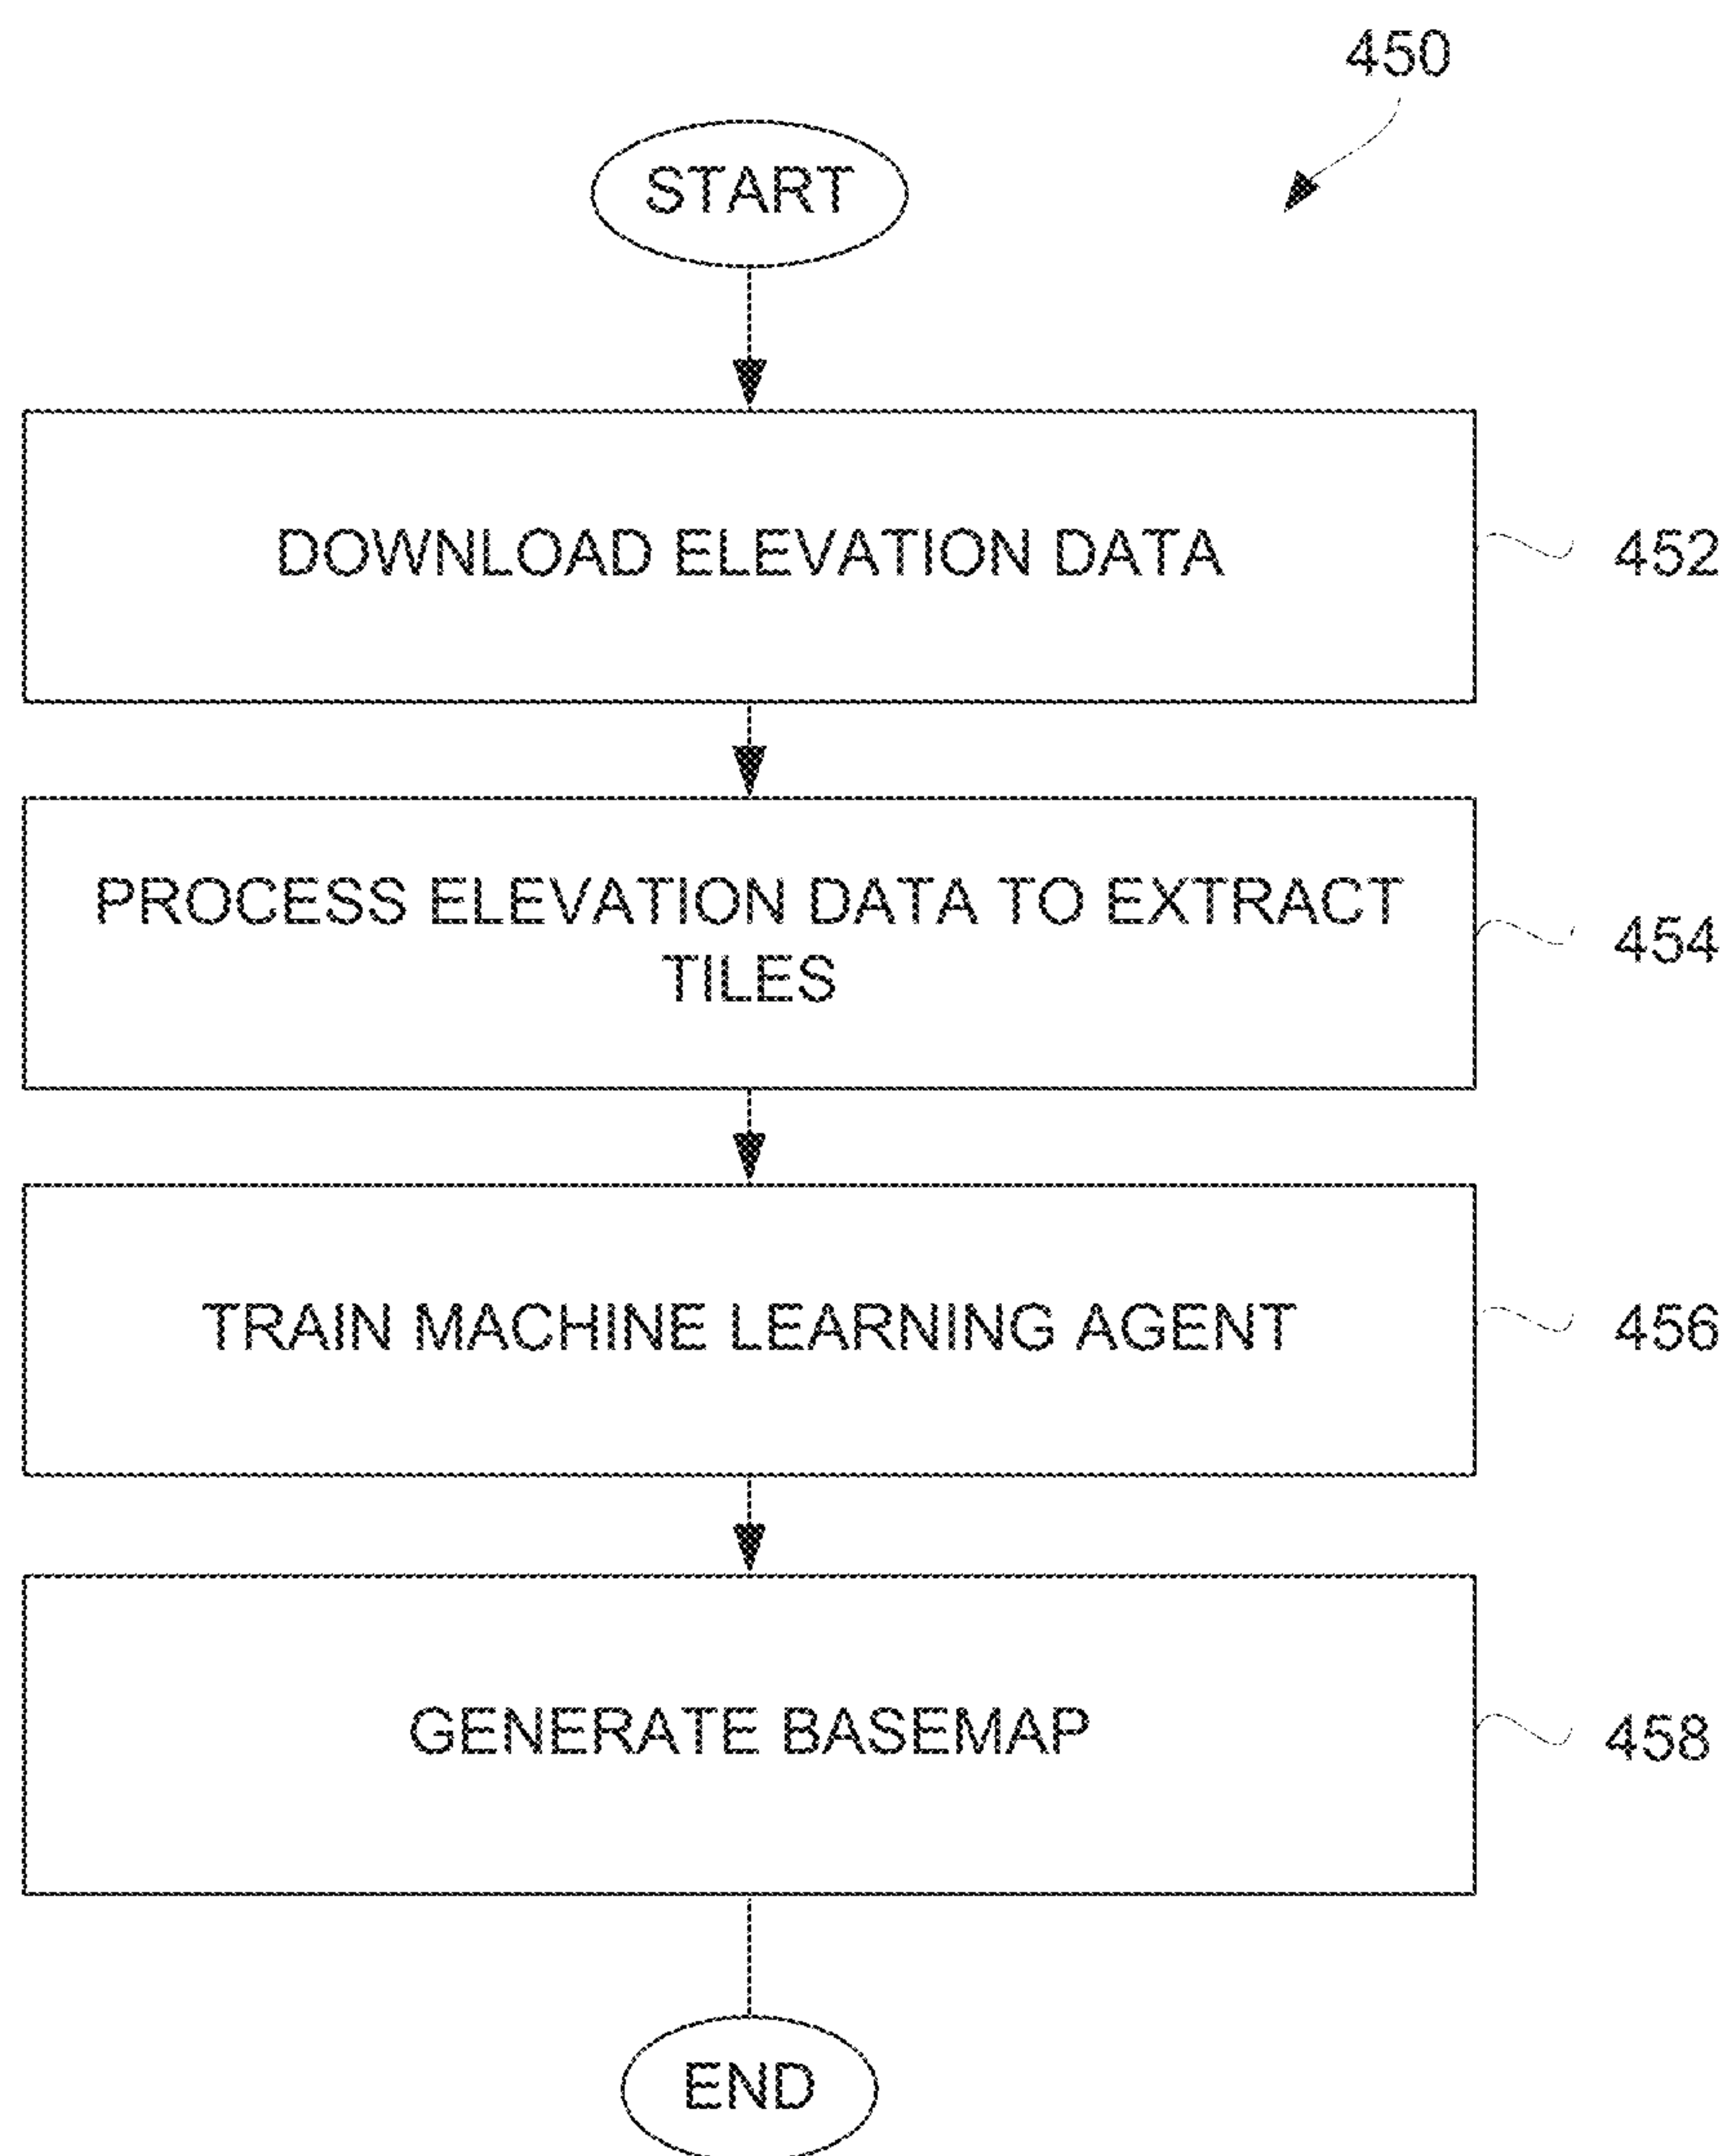 450
START
DOWNLOAD ELEVATION DATA
452
PROCESS ELEVATION DATA TO EXTRACT
TILES
454
TRAIN MACHINE LEARNING AGENT
456
GENERATE BASEMAP
458
END